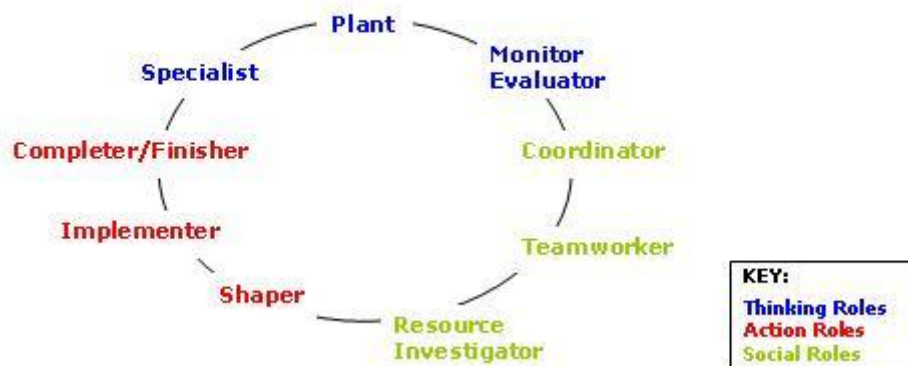 Plant
Monitor
Evaluator
Specialist
Completer/Finisher
Coordinator
Implementer
Teamworker
Shaper
Resource
Investigator
KEY:
Thinking Roles
Action Roles
Social Roles